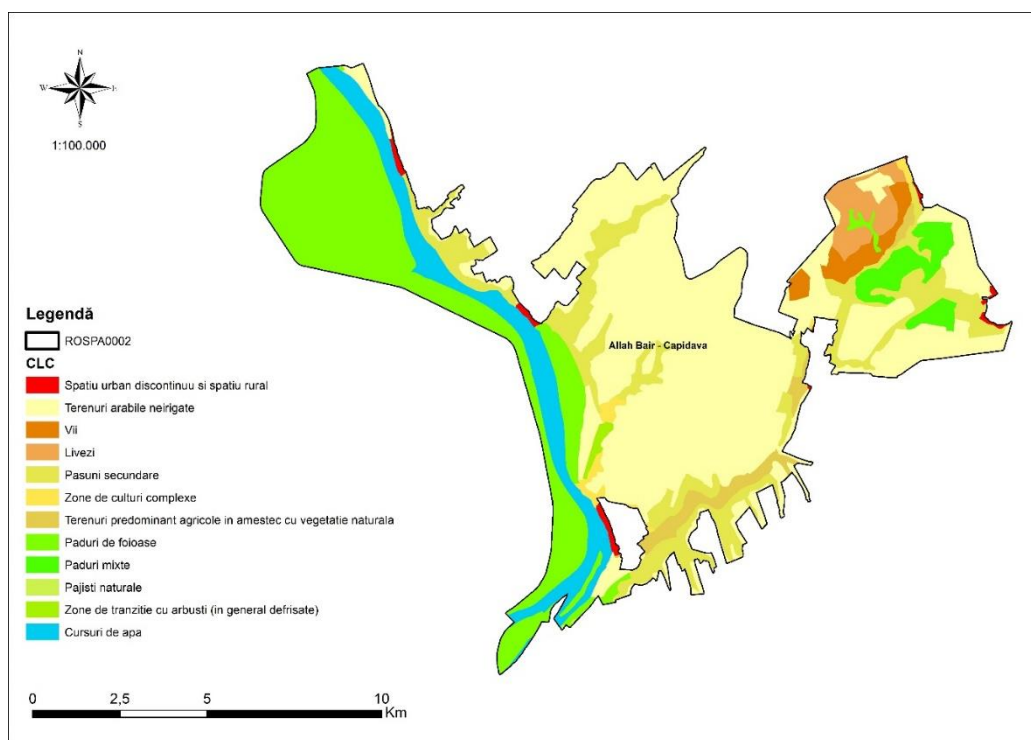 N
W E
S
1:100.000
Allah Bair - Capidava
Legendă
ROSPA0002
CLC
Spatiu urban discontinuu si spatiu rural
Terenuri arabile neirigate
Vii
Livezi
Pasuni secundare
Zone de culturi complexe
Terenuri predominant agricole in amestec cu vegetatie naturala
Paduri de foioase
Paduri mixte
Pajisti naturale
Zone de tranzitie cu arbusti (in general defrisate)
Cursuri de apa
0 2,5 5 10
Km